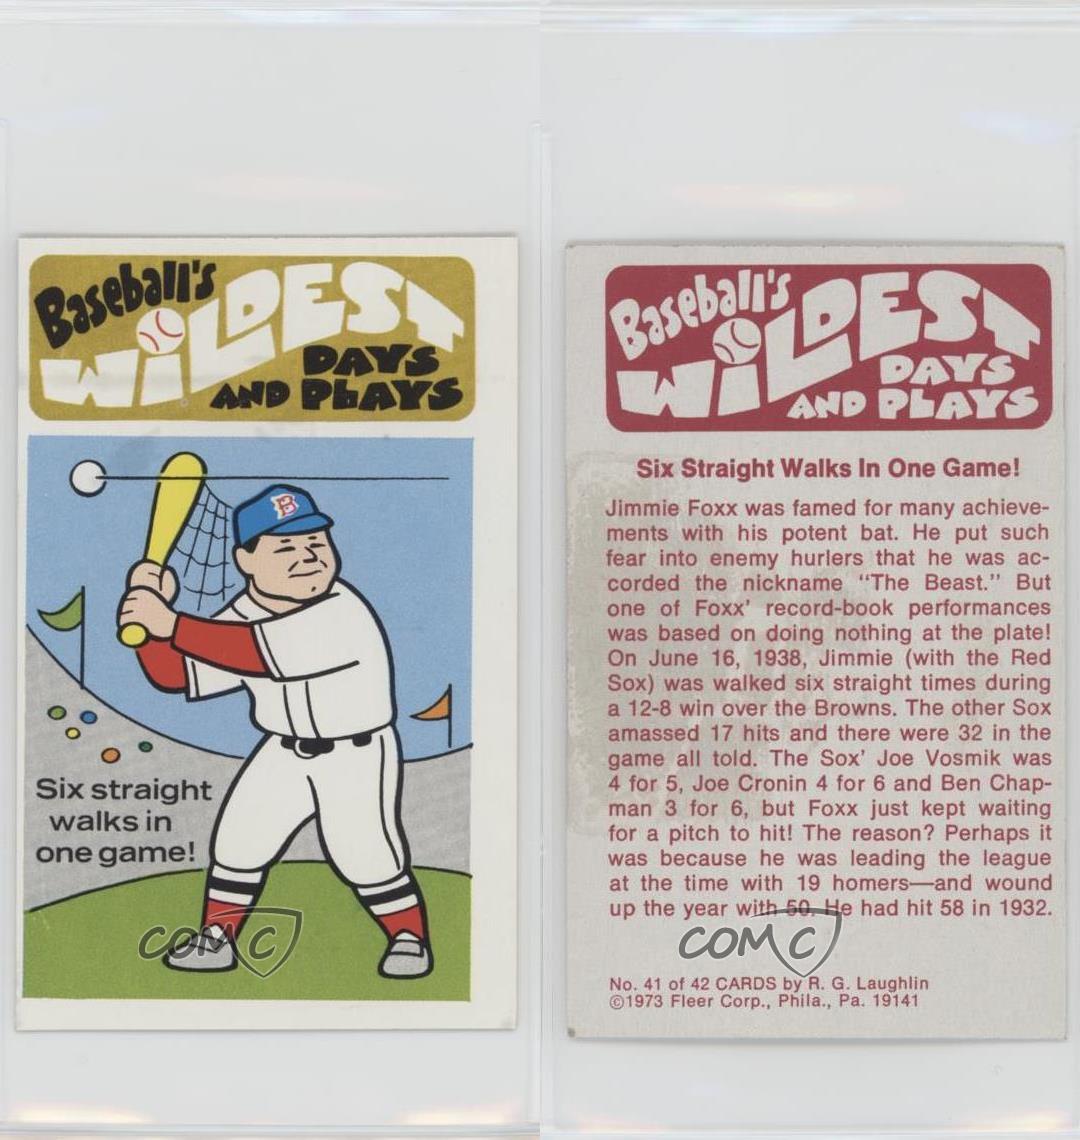 Baseball's
WiLDEST
DAYS
AND PLAYS
B
Six straight
walks in
one game!
COMC
Baseball's
WiLDEST
DAYS
AND PLAYS
Six Straight Walks In One Game!
Jimmie Foxx was famed for many achieve-
ments with his potent bat. He put such
fear into enemy hurlers that he was ac-
corded the nickname "The Beast." But
one of Foxx' record-book performances
was based on doing nothing at the plate!
On June 16, 1938, Jimmie (with the Red
Sox) was walked six straight times during
a 12-8 win over the Browns. The other Sox
amassed 17 hits and there were 32 in the
game all told. The Sox' Joe Vosmik was
4 for 5, Joe Cronin 4 for 6 and Ben Chap-
man 3 for 6, but Foxx just kept waiting
for a pitch to hit! The reason? Perhaps it
was because he was leading the league
at the time with 19 homers—and wound
up the year with 50. He had hit 58 in 1932.
COMC
No. 41 of 42 CARDS by R. G. Laughlin
©1973 Fleer Corp., Phila., Pa. 19141